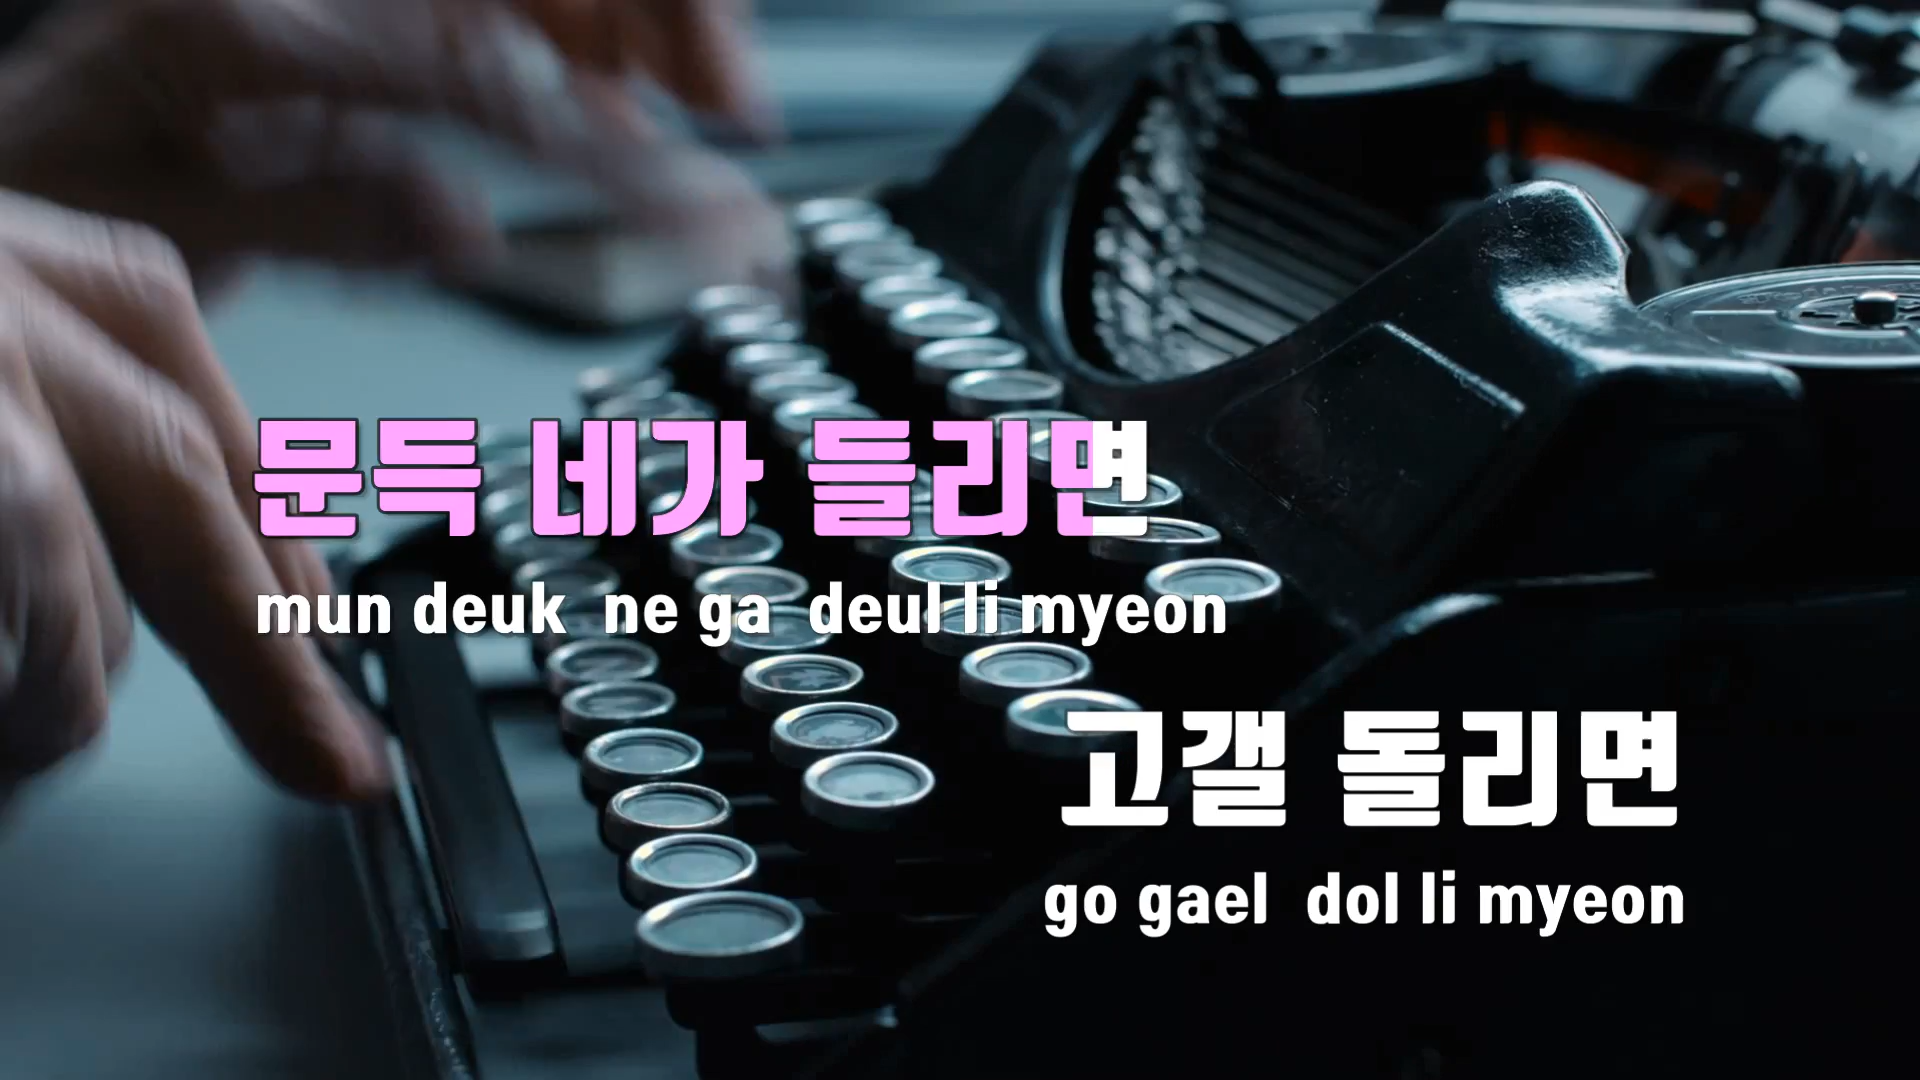 문득 네가 들리면
mun deuk ne ga deul li myeon
고갤 돌리면
go gael dol li myeon